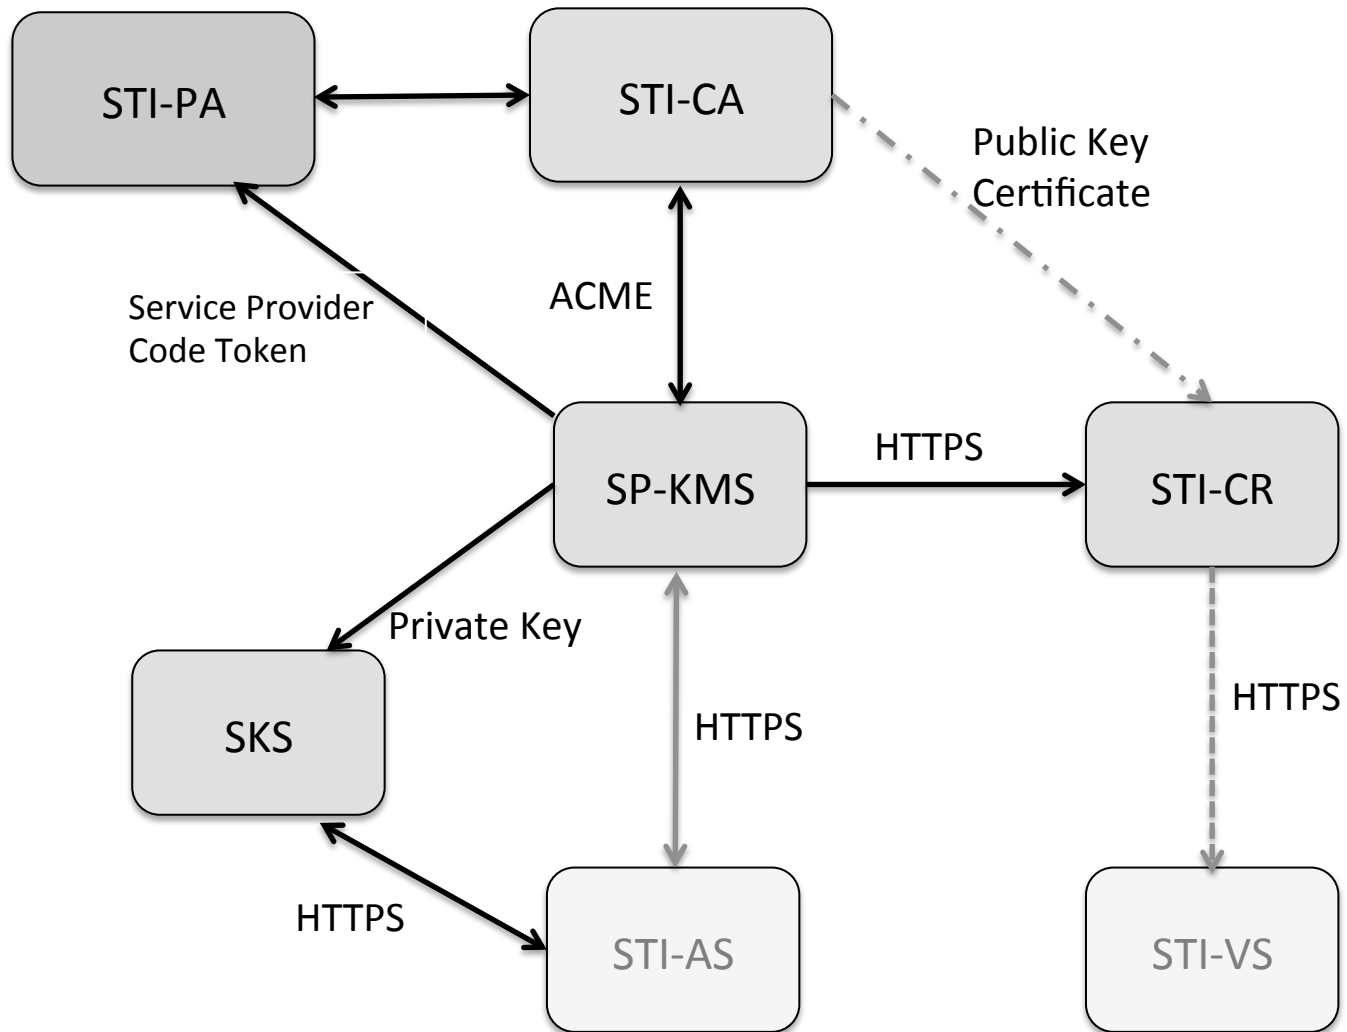 STI-PA
STI-CA
Public Key
Certificate
Service Provider
Code Token
ACME
HTTPS
SP-KMS
STI-CR
Private Key
SKS
HTTPS
HTTPS
HTTPS
STI-AS
STI-VS